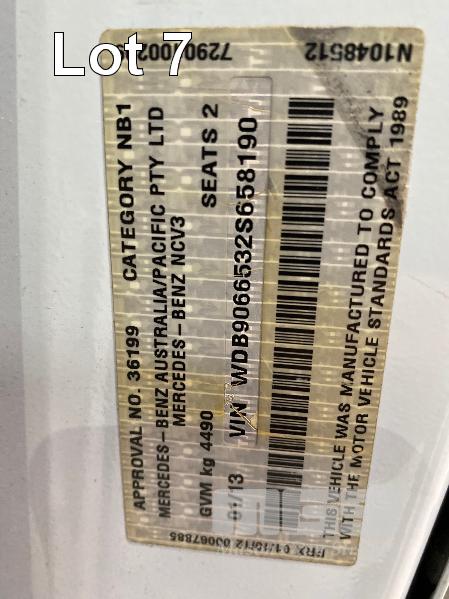 Lot 7
APPROVAL NO. 36199 CATEGORY NB1
MERCEDES-BENZ AUSTRALIA/PACIFIC PTY LTD
MERCEDES-BENZ NCV3
GVM kg 4490 SEATS 2
01/13 VIN WDB9066532S658190
THIS VEHICLE WAS MANUFACTURED TO COMPLY
WITH THE MOTOR VEHICLE STANDARDS ACT 1989
N1048512